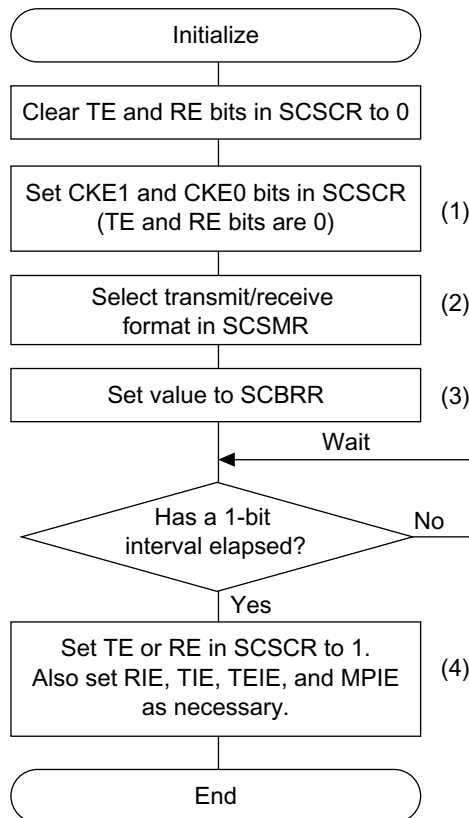 Initialize
Clear TE and RE bits in SCSCR to 0
Set CKE1 and CKE0 bits in SCSCR
(TE and RE bits are 0)
(1)
Select transmit/receive
format in SCSMR
(2)
Set value to SCBRR
(3)
Wait
Has a 1-bit
interval elapsed?
No
Yes
Set TE or RE in SCSCR to 1.
Also set RIE, TIE, TEIE, and MPIE
as necessary.
(4)
End